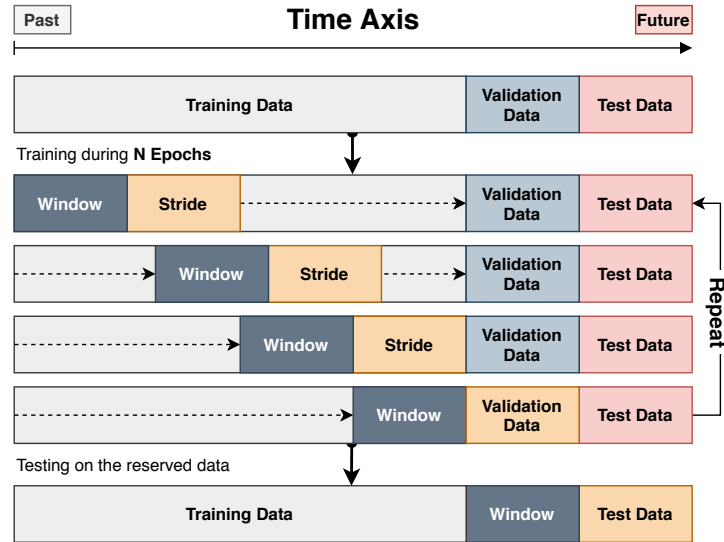 Past
Time Axis
Future
Training Data
Validation
Data
Test Data
Training during N Epochs
Window
Stride
Validation
Data
Test Data
Window
Stride
Validation
Data
Test Data
Window
Stride
Validation
Data
Test Data
Window
Validation
Data
Test Data
Repeat
Testing on the reserved data
Training Data
Window
Test Data